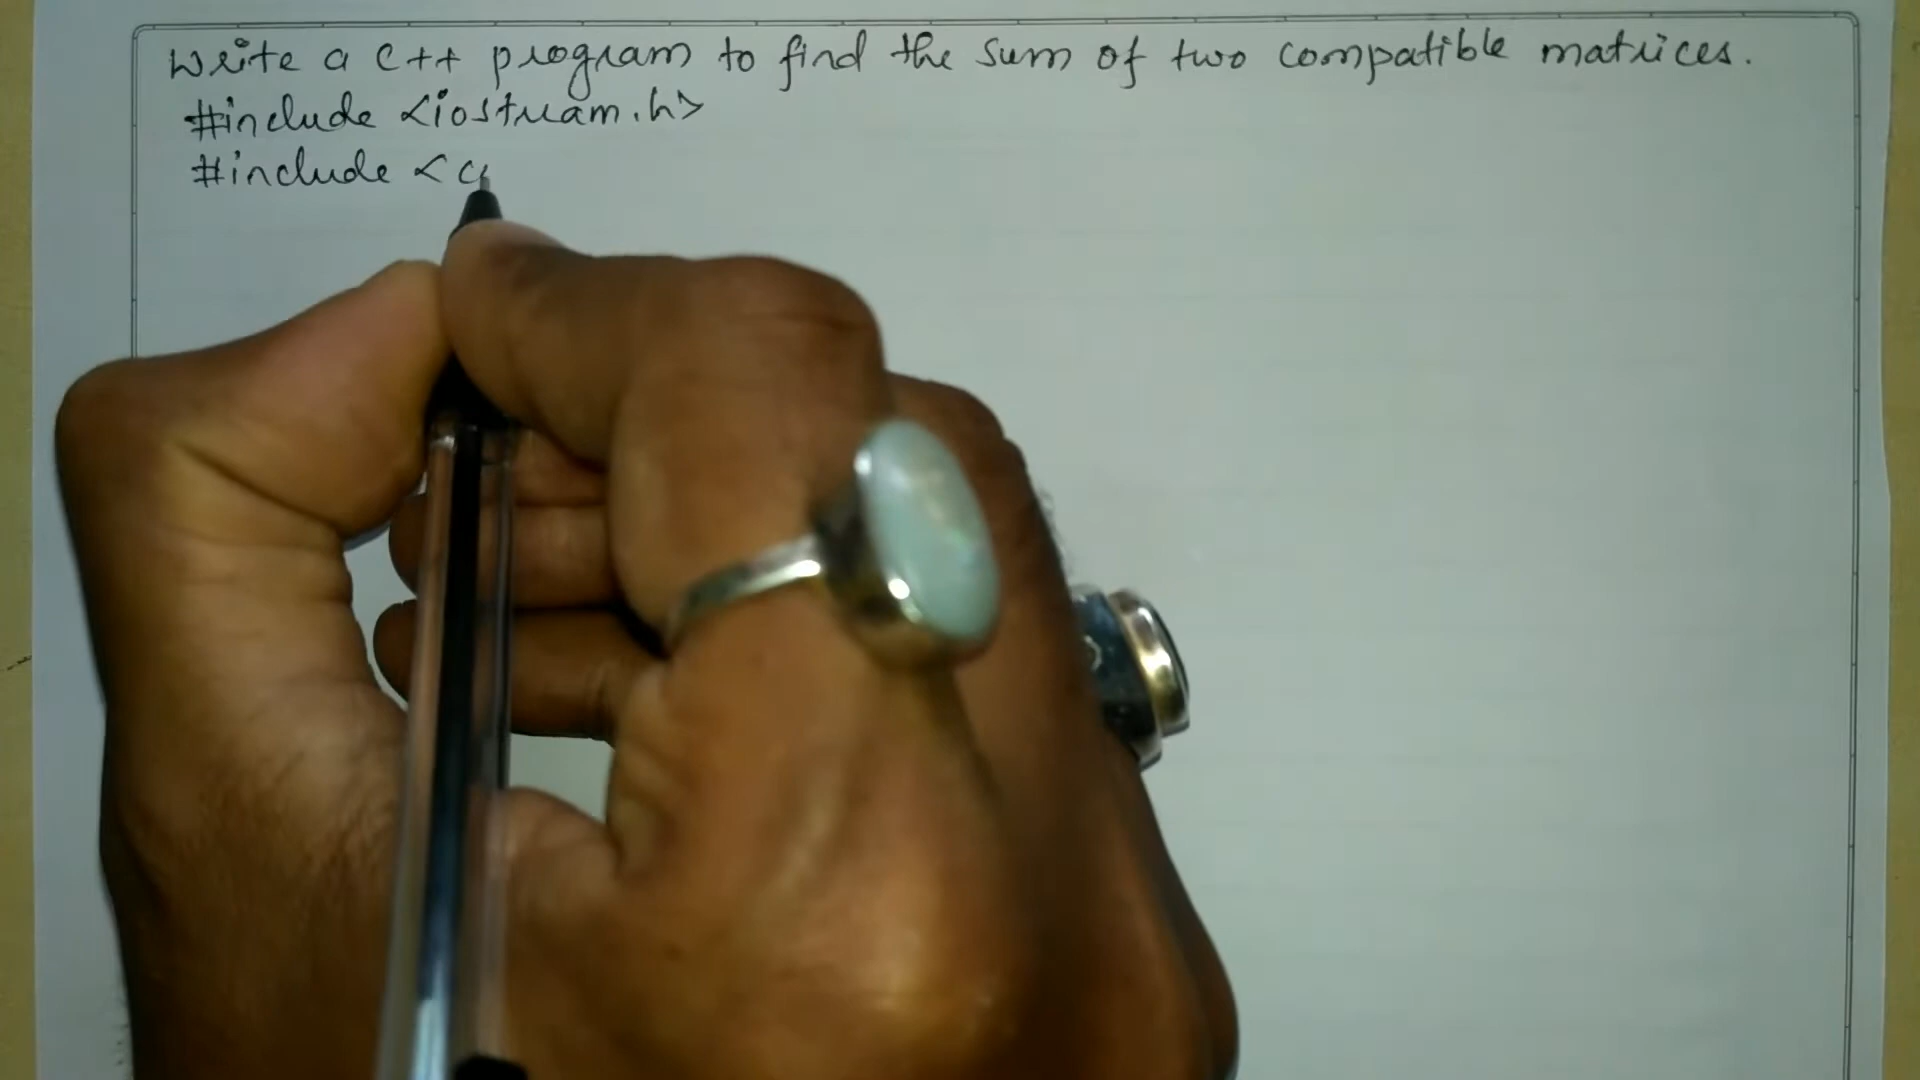 Write a C++ program to find the sum of two compatible matrices.
#include <iostream.h>
#include <c